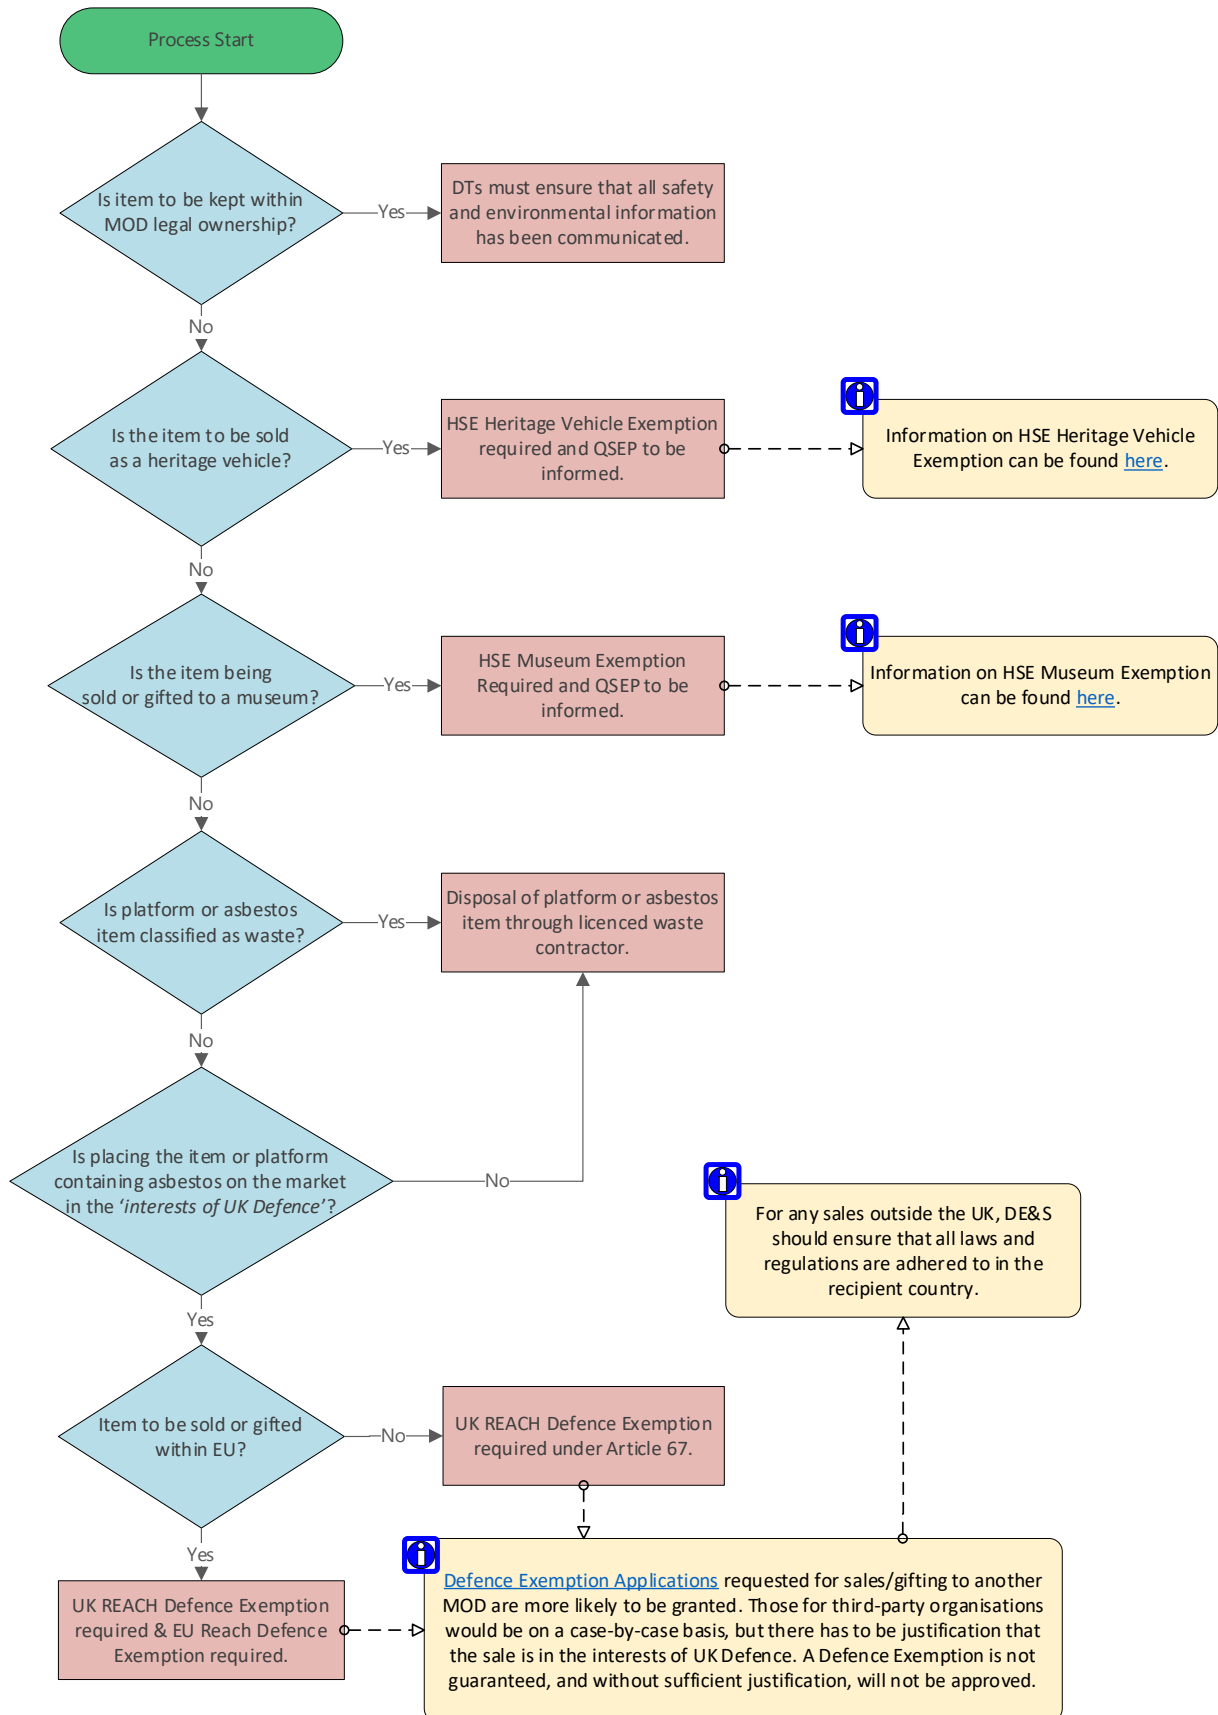 Process Start
Is item to be kept within
MOD legal ownership?
Yes
DTs must ensure that all safety
and environmental information
has been communicated.
No
Is the item to be sold
as a heritage vehicle?
Yes
HSE Heritage Vehicle Exemption
required and QSEP to be
informed.
Information on HSE Heritage Vehicle
Exemption can be found here.
No
Is the item being
sold or gifted to a museum?
Yes
HSE Museum Exemption
Required and QSEP to be
informed.
Information on HSE Museum Exemption
can be found here.
No
Is platform or asbestos
item classified as waste?
Yes
Disposal of platform or asbestos
item through licenced waste
contractor.
No
Is placing the item or platform
containing asbestos on the market
in the ‘interests of UK Defence’?
No
For any sales outside the UK, DE&S
should ensure that all laws and
regulations are adhered to in the
recipient country.
Yes
Item to be sold or gifted
within EU?
No
UK REACH Defence Exemption
required under Article 67.
Yes
UK REACH Defence Exemption
required & EU Reach Defence
Exemption required.
Defence Exemption Applications requested for sales/gifting to another
MOD are more likely to be granted. Those for third-party organisations
would be on a case-by-case basis, but there has to be justification that
the sale is in the interests of UK Defence. A Defence Exemption is not
guaranteed, and without sufficient justification, will not be approved.